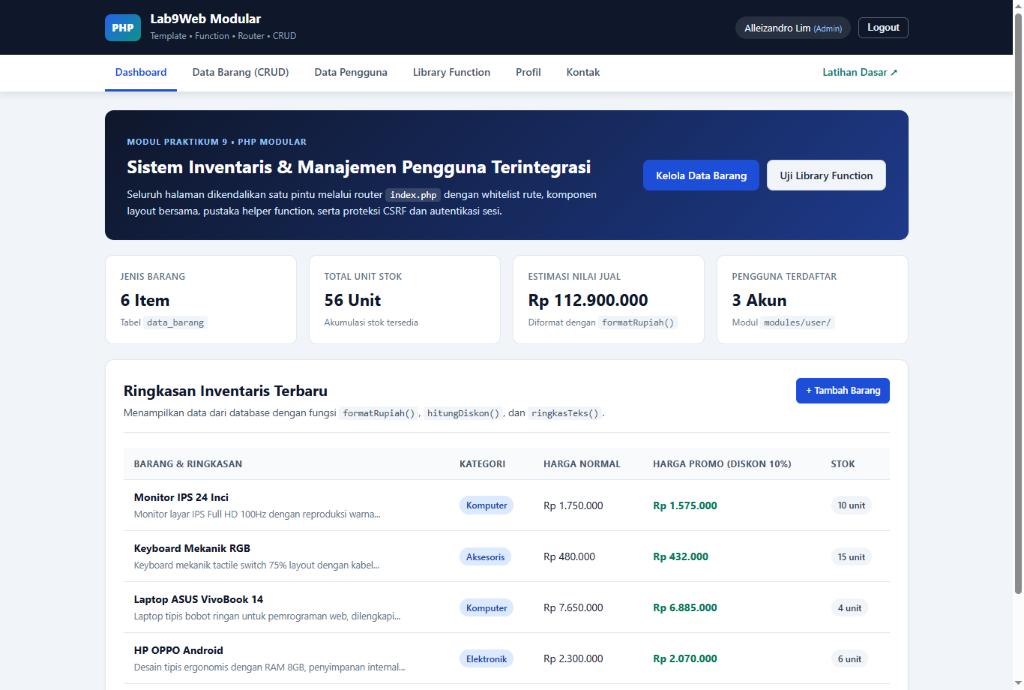 PHP
Lab9Web Modular
Template • Function • Router • CRUD
Alleizandro Lim (Admin)
Logout
Dashboard
Data Barang (CRUD)
Data Pengguna
Library Function
Profil
Kontak
Latihan Dasar ↗
MODUL PRAKTIKUM 9 • PHP MODULAR
Sistem Inventaris & Manajemen Pengguna Terintegrasi
Seluruh halaman dikendalikan satu pintu melalui router index.php dengan whitelist rute, komponen
layout bersama, pustaka helper function, serta proteksi CSRF dan autentikasi sesi.
Kelola Data Barang
Uji Library Function
JENIS BARANG
6 Item
Tabel data_barang
TOTAL UNIT STOK
56 Unit
Akumulasi stok tersedia
ESTIMASI NILAI JUAL
Rp 112.900.000
Diformat dengan formatRupiah()
PENGGUNA TERDAFTAR
3 Akun
Modul modules/user/
Ringkasan Inventaris Terbaru
Menampilkan data dari database dengan fungsi formatRupiah(), hitungDiskon(), dan ringkasTeks().
+ Tambah Barang
BARANG & RINGKASAN KATEGORI HARGA NORMAL HARGA PROMO (DISKON 10%) STOK
Monitor IPS 24 Inci
Monitor layar IPS Full HD 100Hz dengan reproduksi warna...
Komputer Rp 1.750.000 Rp 1.575.000 10 unit
Keyboard Mekanik RGB
Keyboard mekanik tactile switch 75% layout dengan kabel...
Aksesoris Rp 480.000 Rp 432.000 15 unit
Laptop ASUS VivoBook 14
Laptop tipis bobot ringan untuk pemrograman web, dilengkapi...
Komputer Rp 7.650.000 Rp 6.885.000 4 unit
HP OPPO Android
Desain tipis ergonomis dengan RAM 8GB, penyimpanan internal...
Elektronik Rp 2.300.000 Rp 2.070.000 6 unit